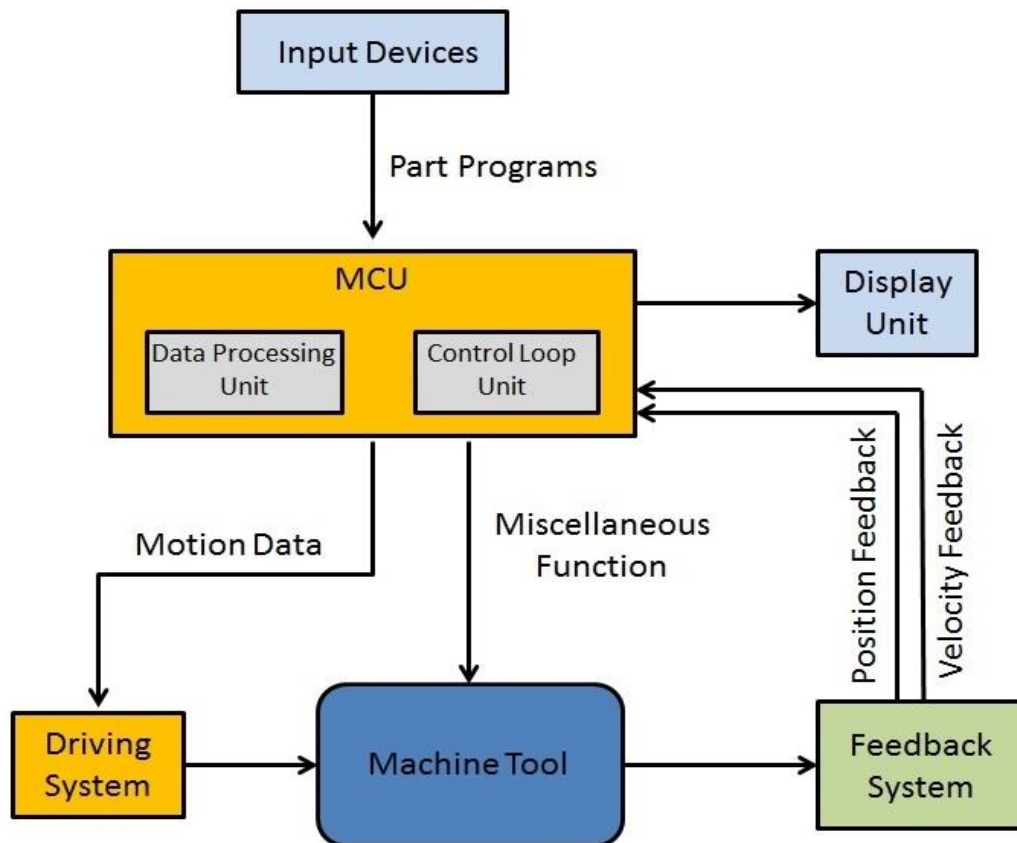 Input Devices
Part Programs
MCU
Data Processing
Unit
Control Loop
Unit
Display
Unit
Motion Data
Miscellaneous
Function
Position Feedback
Velocity Feedback
Driving
System
Machine Tool
Feedback
System